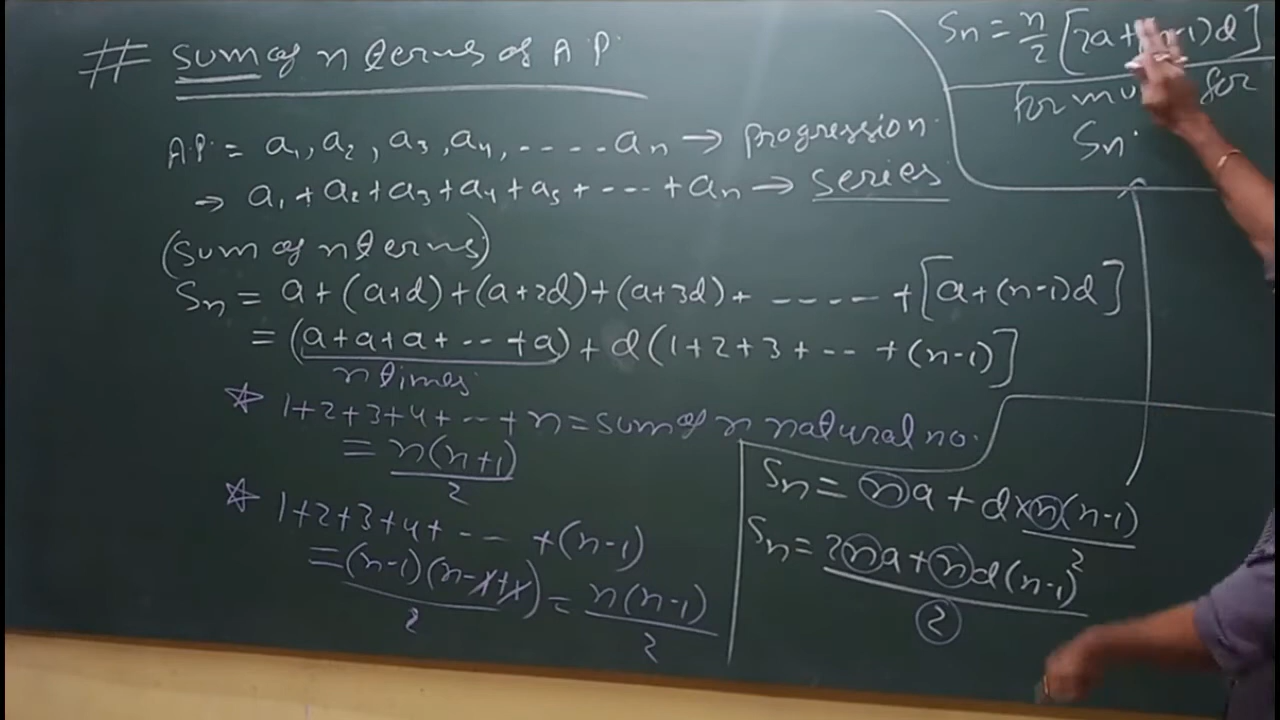 # Sum of n terms of A.P.
A.P. = a₁, a₂, a₃, a₄, ..... aₙ → progression.
→ a₁ + a₂ + a₃ + a₄ + a₅ + --- + aₙ → series
(Sum of n terms)
Sₙ = a + (a+d) + (a+2d) + (a+3d) + ----- + [a+(n-1)d]
= (a+a+a+ -- +a) + d(1+2+3+ -- +(n-1)]
n times
☆ 1+2+3+4+ -- +n = sum of n natural no.
= n(n+1)/2
☆ 1+2+3+4+ --- +(n-1)
= (n-1)(n-1+1)/2 = n(n-1)/2
Sₙ = na + d×n(n-1)/2
Sₙ = 2na + nd(n-1)/2
Sₙ = n/2 [2a+(n-1)d]
for
Sₙ.